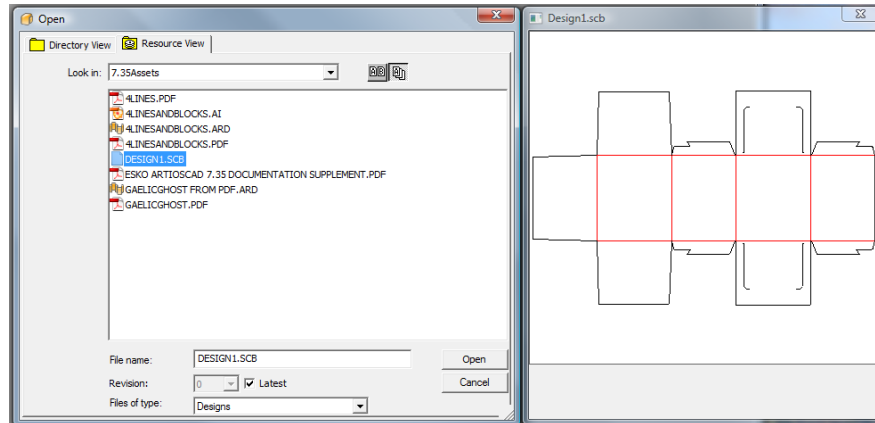 Open
Design1.scb
Directory View
Resource View
Look in:
7.35Assets
4LINES.PDF
4LINESANDBLOCKS.AI
4LINESANDBLOCKS.ARD
4LINESANDBLOCKS.PDF
DESIGN1.SCB
ESKO ARTIOSCAD 7.35 DOCUMENTATION SUPPLEMENT.PDF
GAELICGHOST FROM PDF.ARD
GAELICGHOST.PDF
File name:
DESIGN1.SCB
Open
Revision:
0
Latest
Cancel
Files of type:
Designs